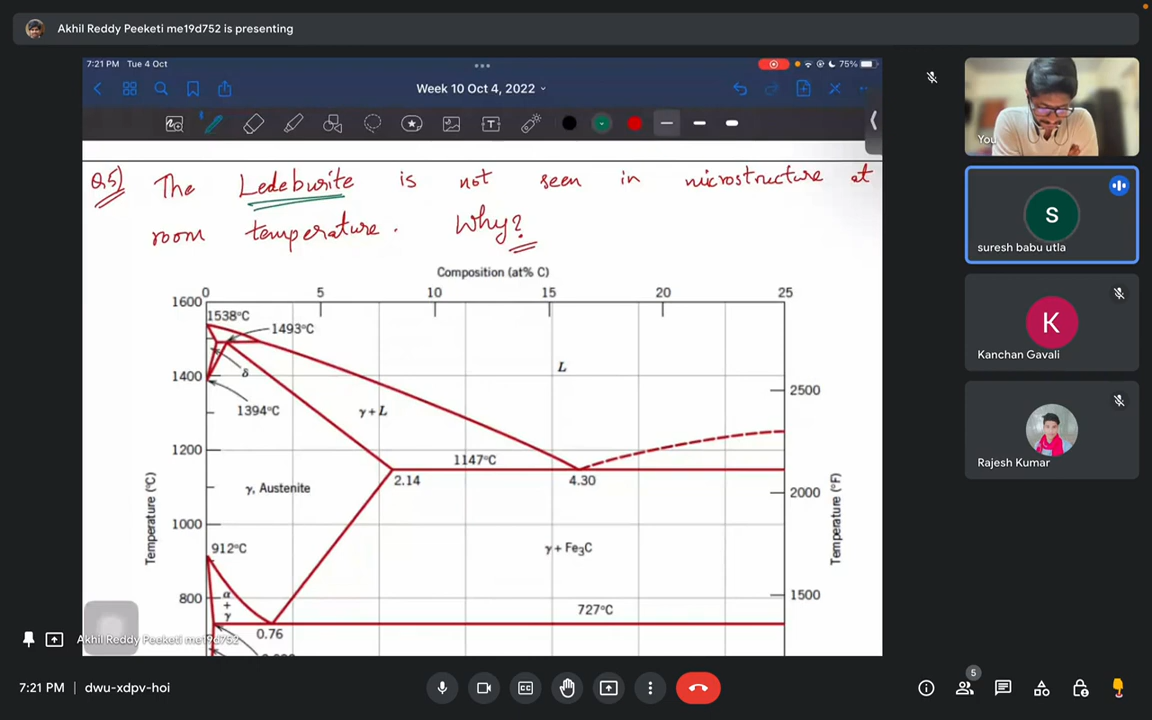 Akhil Reddy Peeketi me19d752 is presenting
7:21 PM Tue 4 Oct
75%
Week 10 Oct 4, 2022
T
Q5) The Ledeburite is not seen in microstructure at
room temperature. Why?
Composition (at% C)
0 5 10 15 20 25
1600
1538°C
1493°C
δ
L
1400
2500
1394°C
γ + L
1200
1147°C
2.14
4.30
γ, Austenite
2000
Temperature (°C)
Temperature (°F)
1000
912°C
γ + Fe3C
800
α
+
γ
1500
727°C
0.76
Akhil Reddy Peeketi me19d752
You
S
suresh babu utla
K
Kanchan Gavali
Rajesh Kumar
7:21 PM | dwu-xdpv-hoi
CC
5